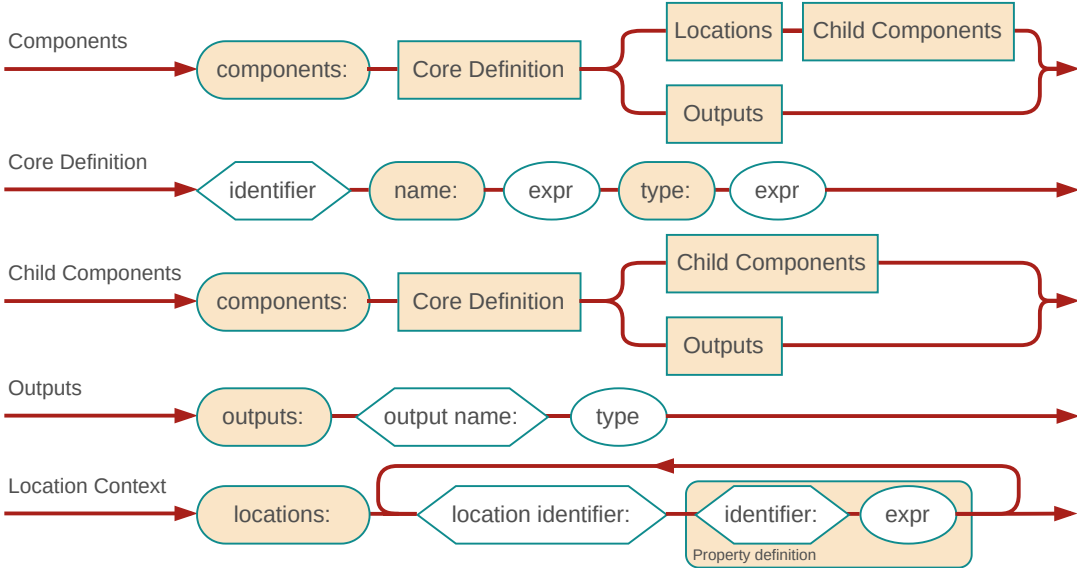 Components
components:
Core Definition
Locations
Child Components
Outputs
Core Definition
identifier
name:
expr
type:
expr
Child Components
components:
Core Definition
Child Components
Outputs
Outputs
outputs:
output name:
type
Location Context
locations:
location identifier:
identifier:
expr
Property definition